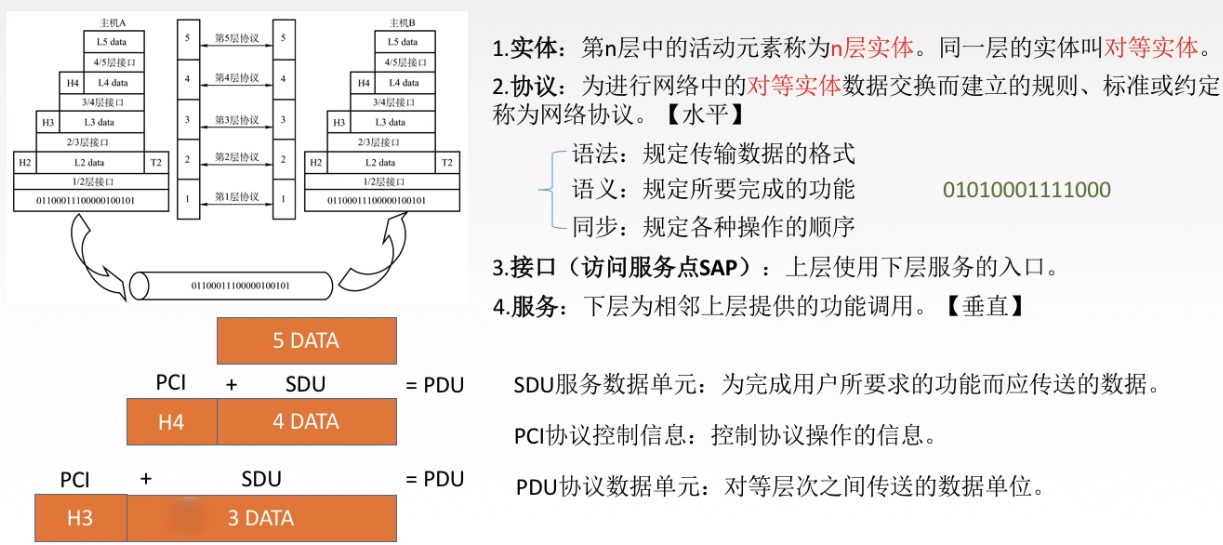 主机A
L5 data
4/5层接口
H4 L4 data
3/4层接口
H3 L3 data
2/3层接口
H2 L2 data T2
1/2层接口
01100011100000100101
5 第5层协议 5
4 第4层协议 4
3 第3层协议 3
2 第2层协议 2
1 第1层协议 1
主机B
L5 data
4/5层接口
H4 L4 data
3/4层接口
H3 L3 data
2/3层接口
H2 L2 data T2
1/2层接口
01100011100000100101
01100011100000100101
1.实体：第n层中的活动元素称为n层实体。同一层的实体叫对等实体。
2.协议：为进行网络中的对等实体数据交换而建立的规则、标准或约定
称为网络协议。【水平】
语法：规定传输数据的格式
语义：规定所要完成的功能
01010001111000
同步：规定各种操作的顺序
3.接口（访问服务点SAP）：上层使用下层服务的入口。
4.服务：下层为相邻上层提供的功能调用。【垂直】
5 DATA
PCI + SDU = PDU
H4 4 DATA
PCI + SDU = PDU
H3 3 DATA
SDU服务数据单元：为完成用户所要求的功能而应传送的数据。
PCI协议控制信息：控制协议操作的信息。
PDU协议数据单元：对等层次之间传送的数据单位。